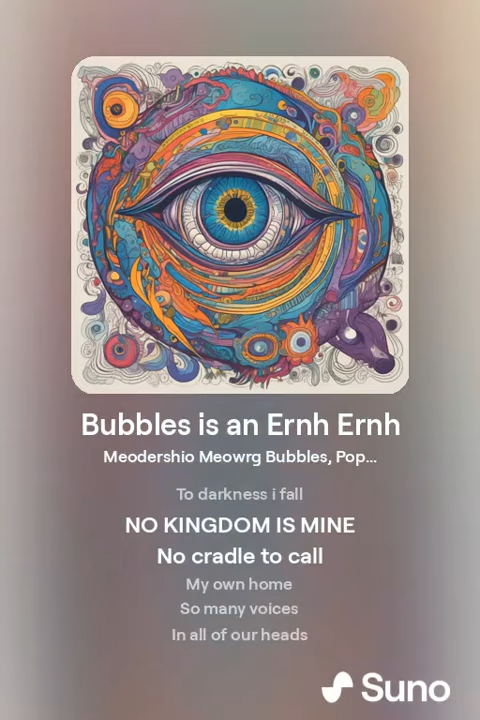 Bubbles is an Ernh Ernh
Meodershio Meowrg Bubbles, Pop...
To darkness i fall
NO KINGDOM IS MINE
No cradle to call
My own home
So many voices
In all of our heads
Suno